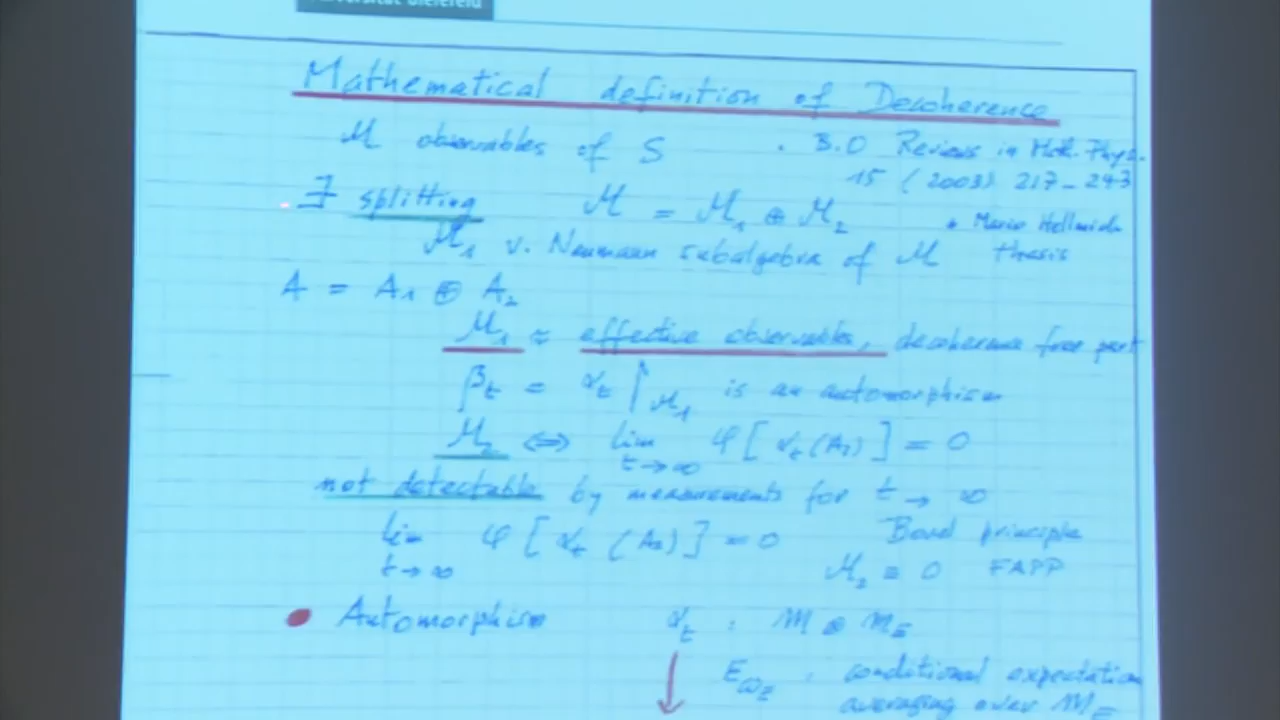 Universität Bielefeld
Mathematical definition of Decoherence
M observables of S
. B.O Reviews in Math. Phys.
15 (2003) 217 - 243
∃ splitting M = M₁ ⊕ M₂
• Mario Hellmich
thesis
M₁ v. Neumann subalgebra of M
A = A₁ ⊕ A₂
M₁ ≈ effective observables, decoherence free part
βt = αt ↾M₁ is an automorphism
M₂ ⇔ lim t→∞ φ[αt(A₂)] = 0
not detectable by measurements for t → ∞
lim t→∞ φ[αt(A₂)] = 0
Borel principle
M₂ ≡ 0 FAPP
• Automorphism αt : M ⊗ M_E
↓ E_ωE : conditional expectation
averaging over M_E